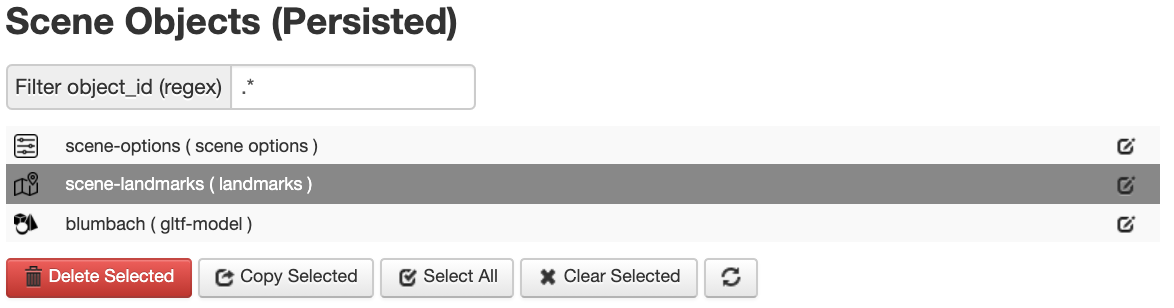 Scene Objects (Persisted)
Filter object_id (regex) .*
scene-options ( scene options )
scene-landmarks ( landmarks )
blumbach ( gltf-model )
Delete Selected Copy Selected Select All Clear Selected